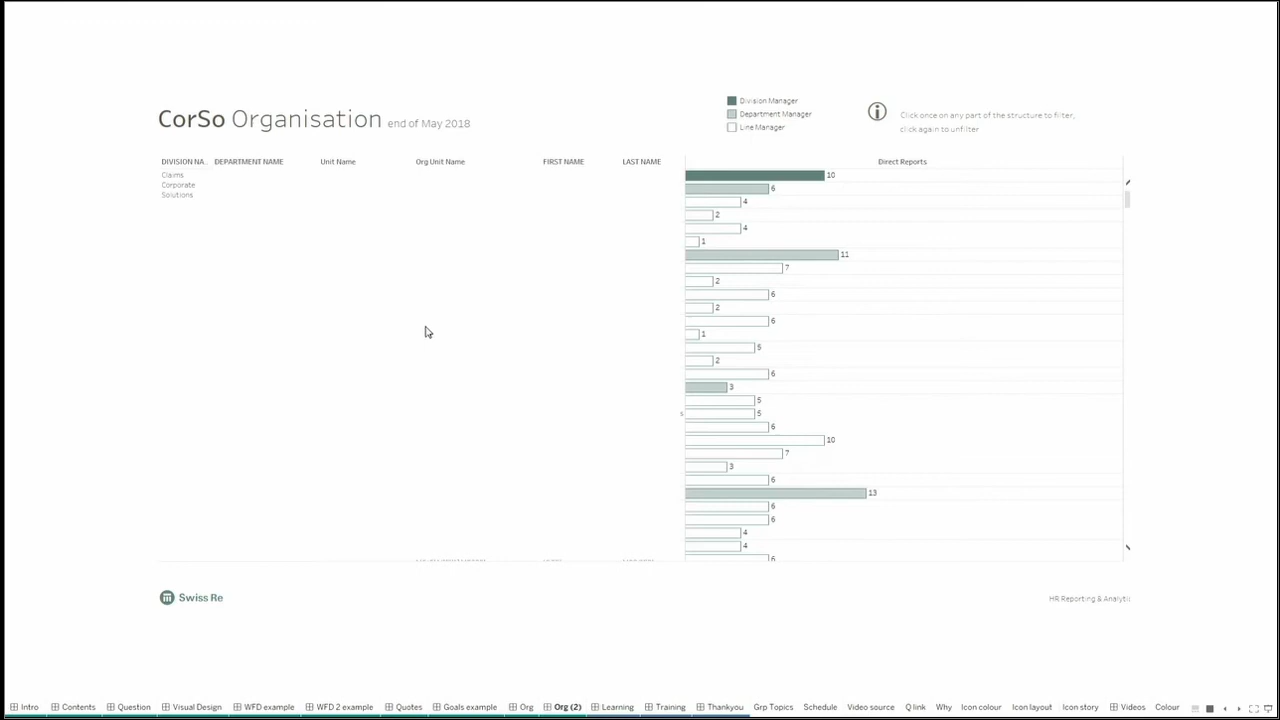 Division Manager
CorSo Organisation end of May 2018
Department Manager
Line Manager
Click once on any part of the structure to filter,
click again to unfilter
DIVISION NA.. DEPARTMENT NAME Unit Name Org Unit Name FIRST NAME LAST NAME Direct Reports
Claims
Corporate
Solutions
10
6
4
2
4
1
11
7
2
6
2
6
1
5
2
6
3
5
s 5
6
10
7
3
6
13
6
6
4
4
6
Swiss Re
HR Reporting & Analytic
Intro Contents Question Visual Design WFD example WFD 2 example Quotes Goals example Org Org (2) Learning Training Thankyou Grp Topics Schedule Video source Q link Why Icon colour Icon layout Icon story Videos Colour